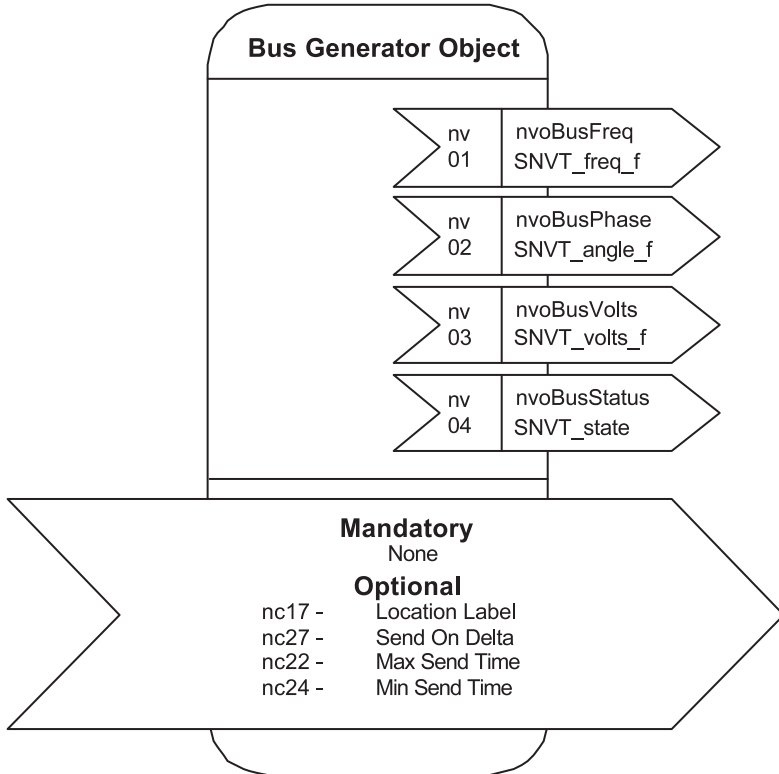 Bus Generator Object
nv
01
nvoBusFreq
SNVT_freq_f
nv
02
nvoBusPhase
SNVT_angle_f
nv
03
nvoBusVolts
SNVT_volts_f
nv
04
nvoBusStatus
SNVT_state
Mandatory
None
Optional
nc17 - Location Label
nc27 - Send On Delta
nc22 - Max Send Time
nc24 - Min Send Time